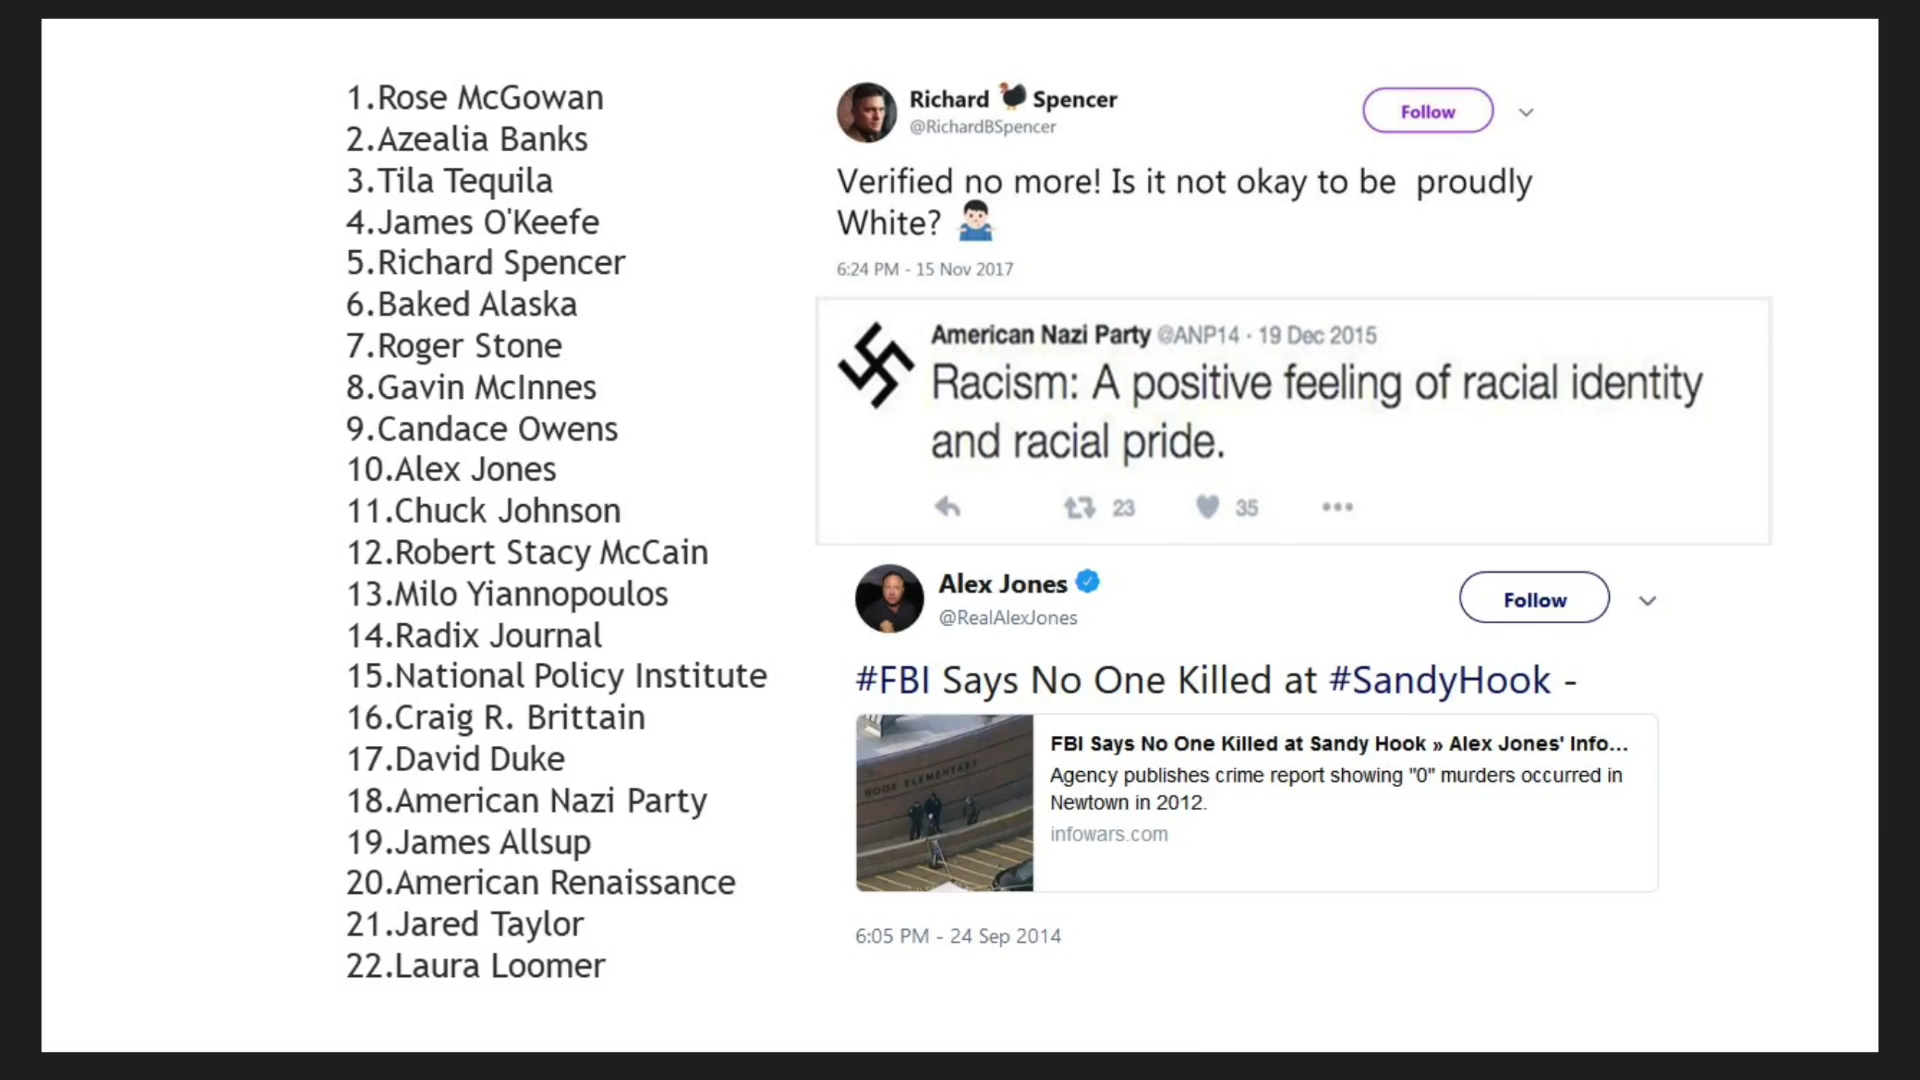 1.Rose McGowan
2.Azealia Banks
3.Tila Tequila
4.James O'Keefe
5.Richard Spencer
6.Baked Alaska
7.Roger Stone
8.Gavin McInnes
9.Candace Owens
10.Alex Jones
11.Chuck Johnson
12.Robert Stacy McCain
13.Milo Yiannopoulos
14.Radix Journal
15.National Policy Institute
16.Craig R. Brittain
17.David Duke
18.American Nazi Party
19.James Allsup
20.American Renaissance
21.Jared Taylor
22.Laura Loomer
Richard Spencer
@RichardBSpencer
Follow
Verified no more! Is it not okay to be proudly
White?
6:24 PM - 15 Nov 2017
American Nazi Party @ANP14 · 19 Dec 2015
Racism: A positive feeling of racial identity
and racial pride.
23 35
Alex Jones
@RealAlexJones
Follow
#FBI Says No One Killed at #SandyHook -
HOOK ELEMENTARY
FBI Says No One Killed at Sandy Hook » Alex Jones' Info...
Agency publishes crime report showing "0" murders occurred in
Newtown in 2012.
infowars.com
6:05 PM - 24 Sep 2014